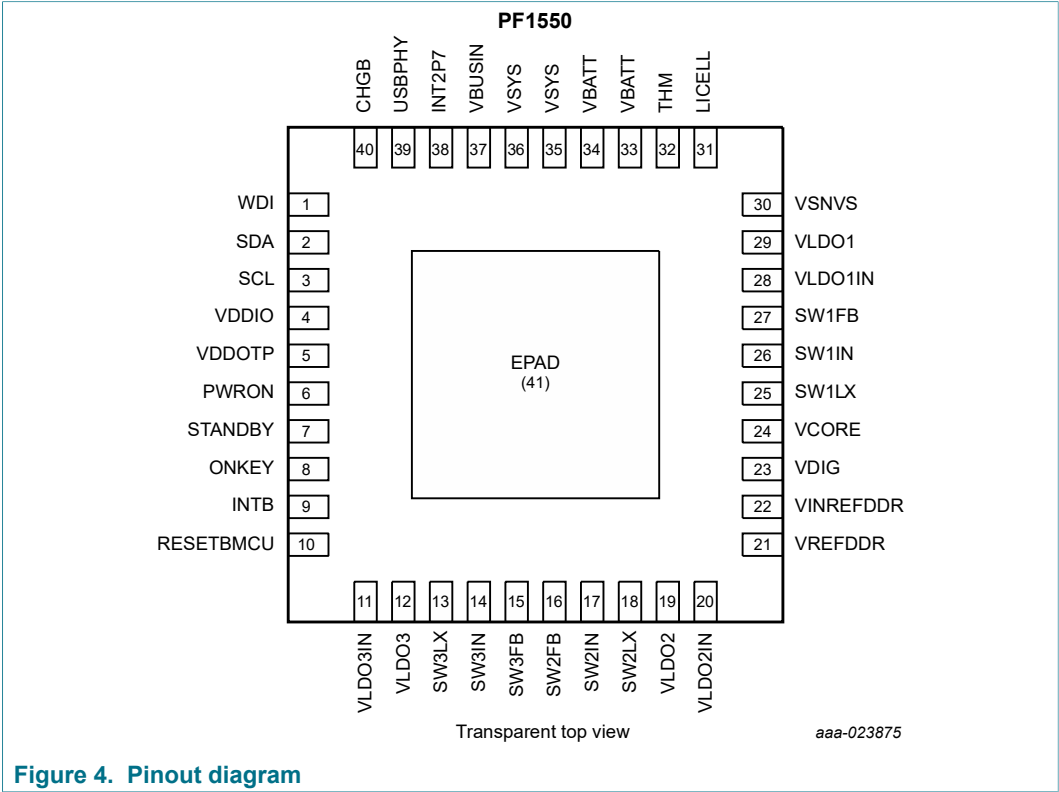 PF1550
CHGB
USBPHY
INT2P7
VBUSIN
VSYS
VSYS
VBATT
VBATT
THM
LICELL
40
39
38
37
36
35
34
33
32
31
WDI 1
SDA 2
SCL 3
VDDIO 4
VDDOTP 5
PWRON 6
STANDBY 7
ONKEY 8
INTB 9
RESETBMCU 10
EPAD
(41)
30 VSNVS
29 VLDO1
28 VLDO1IN
27 SW1FB
26 SW1IN
25 SW1LX
24 VCORE
23 VDIG
22 VINREFDDR
21 VREFDDR
11
12
13
14
15
16
17
18
19
20
VLDO3IN
VLDO3
SW3LX
SW3IN
SW3FB
SW2FB
SW2IN
SW2LX
VLDO2
VLDO2IN
Transparent top view
aaa-023875
Figure 4. Pinout diagram